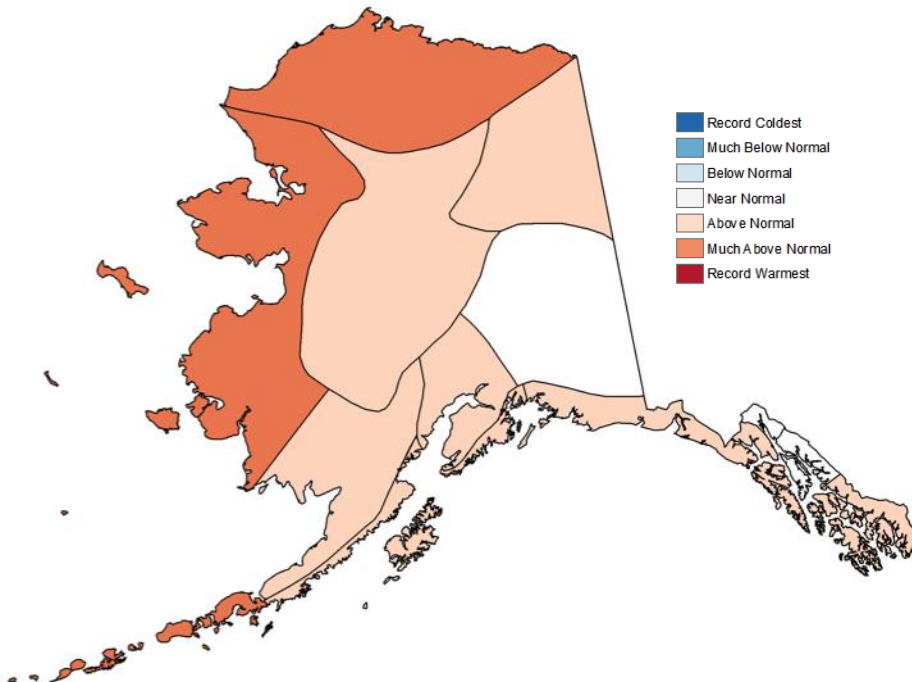 Record Coldest
Much Below Normal
Below Normal
Near Normal
Above Normal
Much Above Normal
Record Warmest